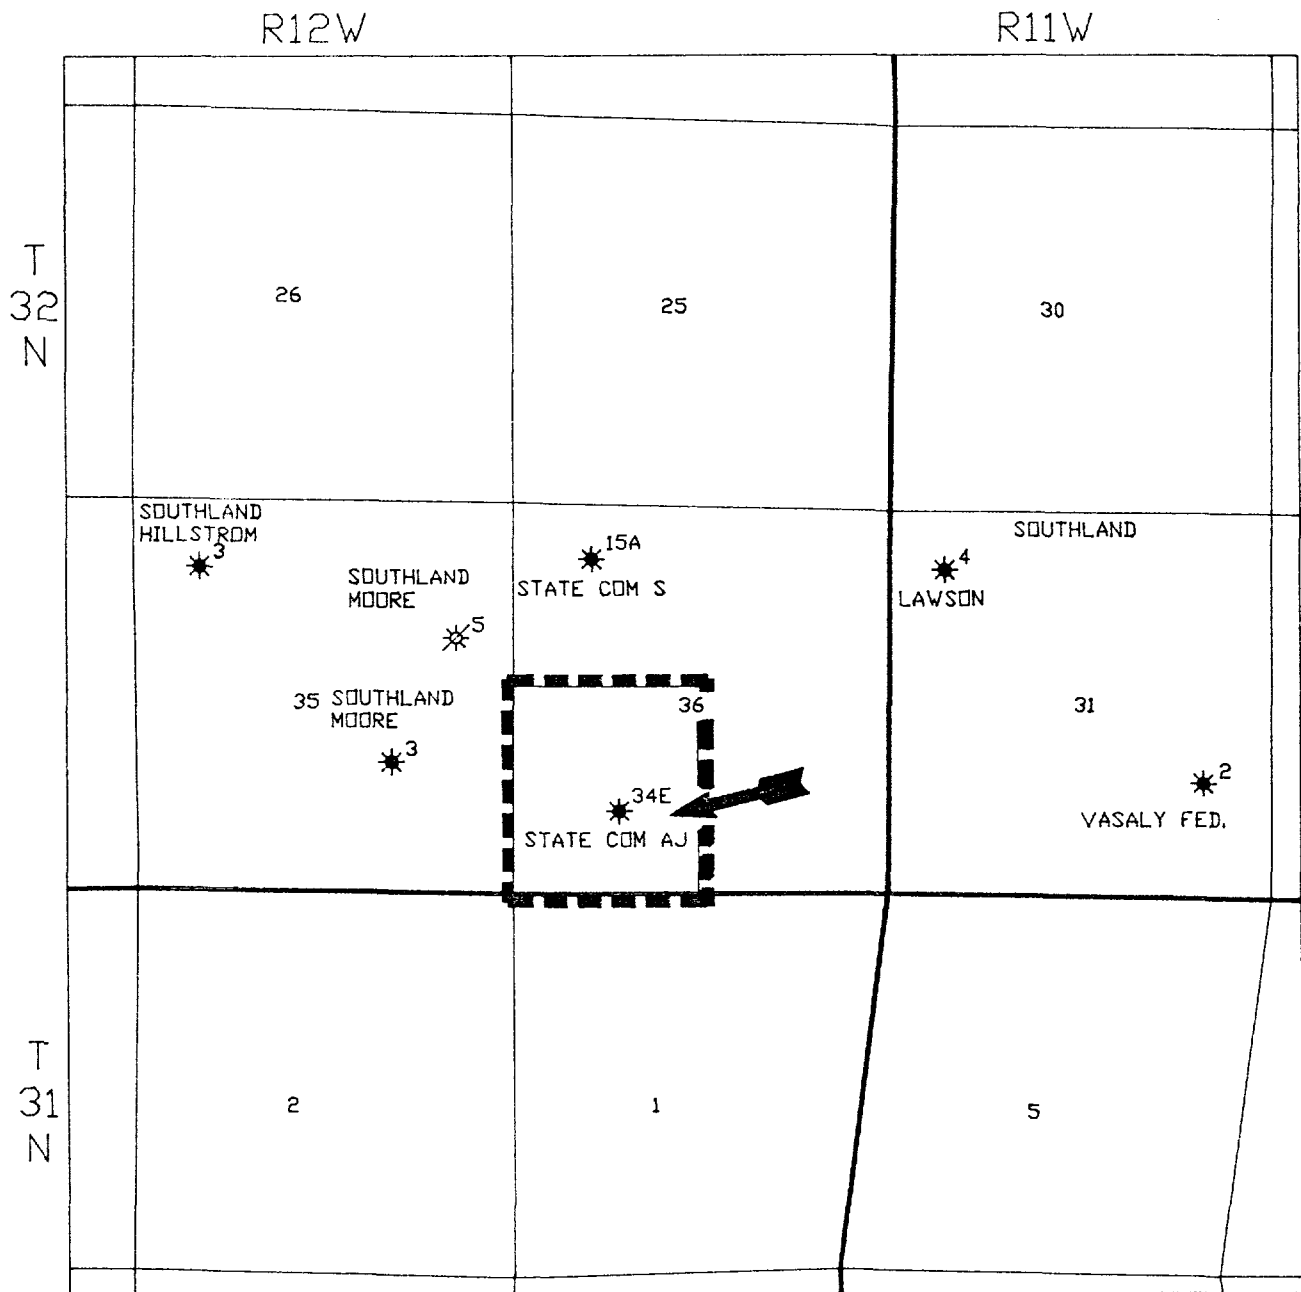 R12W
R11W
T
32
N
26
25
30
SOUTHLAND
HILLSTROM
3
15A
STATE COM S
SOUTHLAND
4
LAWSON
SOUTHLAND
MOORE
5
35 SOUTHLAND
MOORE
3
36
31
34E
STATE COM AJ
2
VASALY FED.
T
31
N
2
1
5